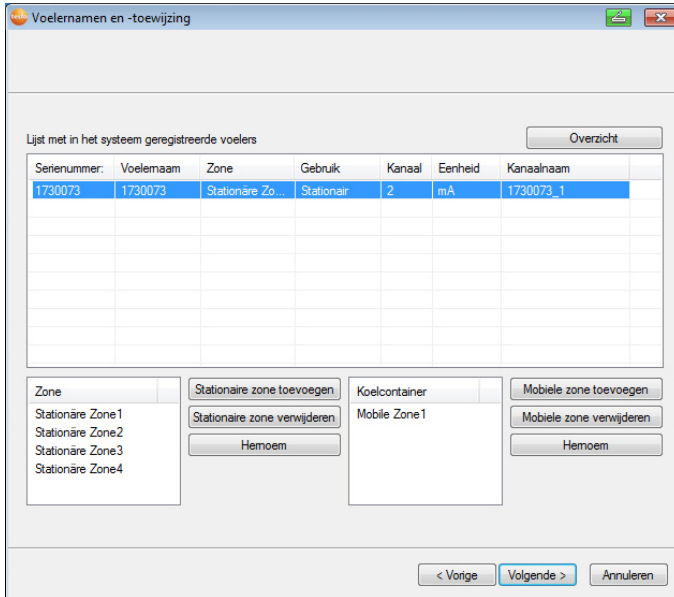 testo Voelernamen en -toewijzing
Lijst met in het systeem geregistreerde voelers
Overzicht
Serienummer: Voelernaam Zone Gebruik Kanaal Eenheid Kanaalnaam
1730073 1730073 Stationäre Zo... Stationair 2 mA 1730073_1
Zone
Stationäre Zone1
Stationäre Zone2
Stationäre Zone3
Stationäre Zone4
Stationaire zone toevoegen
Stationaire zone verwijderen
Hernoem
Koelcontainer
Mobile Zone1
Mobiele zone toevoegen
Mobiele zone verwijderen
Hernoem
< Vorige
Volgende >
Annuleren